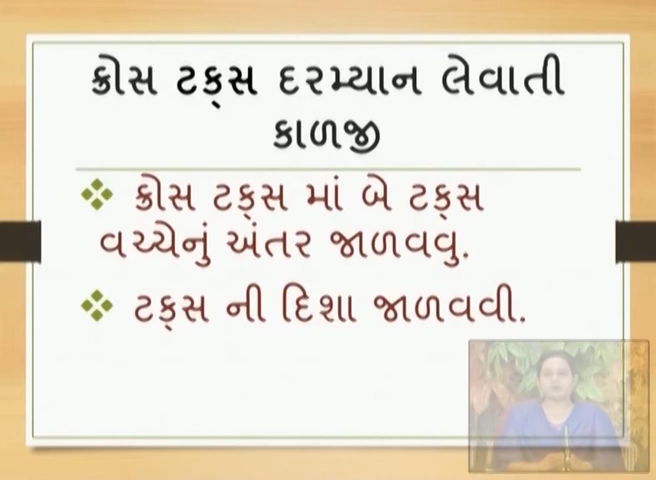 ક્રોસ ટક્સ દરમ્યાન લેવાતી
કાળજી
ક્રોસ ટક્સ માં બે ટક્સ
વચ્ચેનું અંતર જાળવવુ.
ટક્સ ની દિશા જાળવવી.